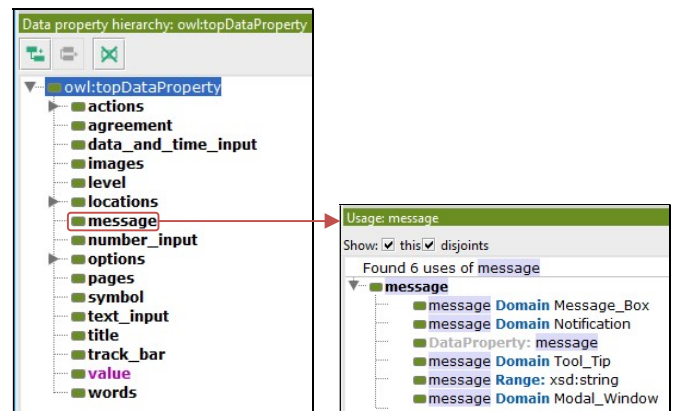 Data property hierarchy: owl:topDataProperty
owl:topDataProperty
actions
agreement
data_and_time_input
images
level
locations
message
number_input
options
pages
symbol
text_input
title
track_bar
value
words
Usage: message
Show: this disjoints
Found 6 uses of message
message
message Domain Message_Box
message Domain Notification
DataProperty: message
message Domain Tool_Tip
message Range: xsd:string
message Domain Modal_Window